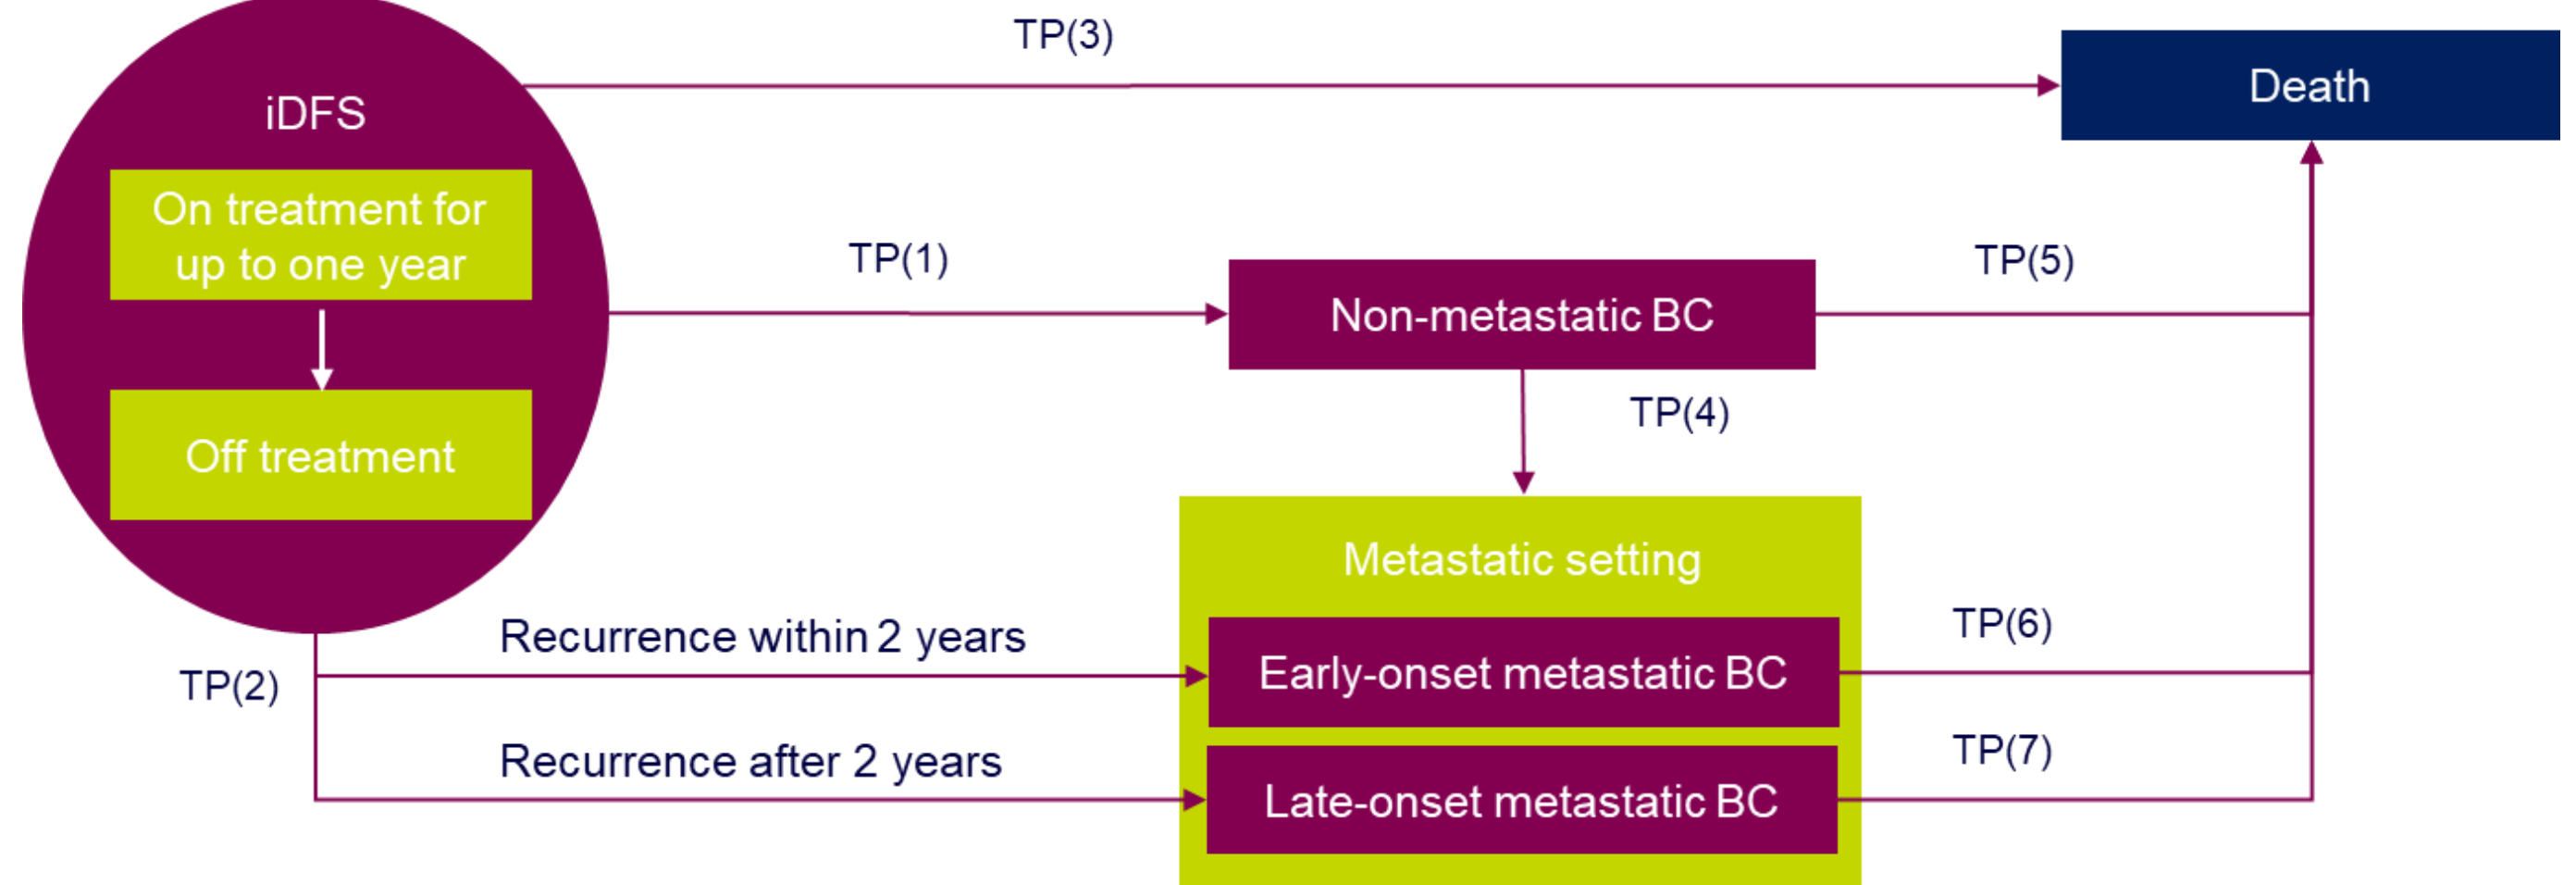 TP(3)
Death
iDFS
On treatment for
up to one year
TP(1)
TP(5)
Non-metastatic BC
TP(4)
Off treatment
Metastatic setting
Recurrence within 2 years
TP(6)
TP(2)
Early-onset metastatic BC
Recurrence after 2 years
TP(7)
Late-onset metastatic BC